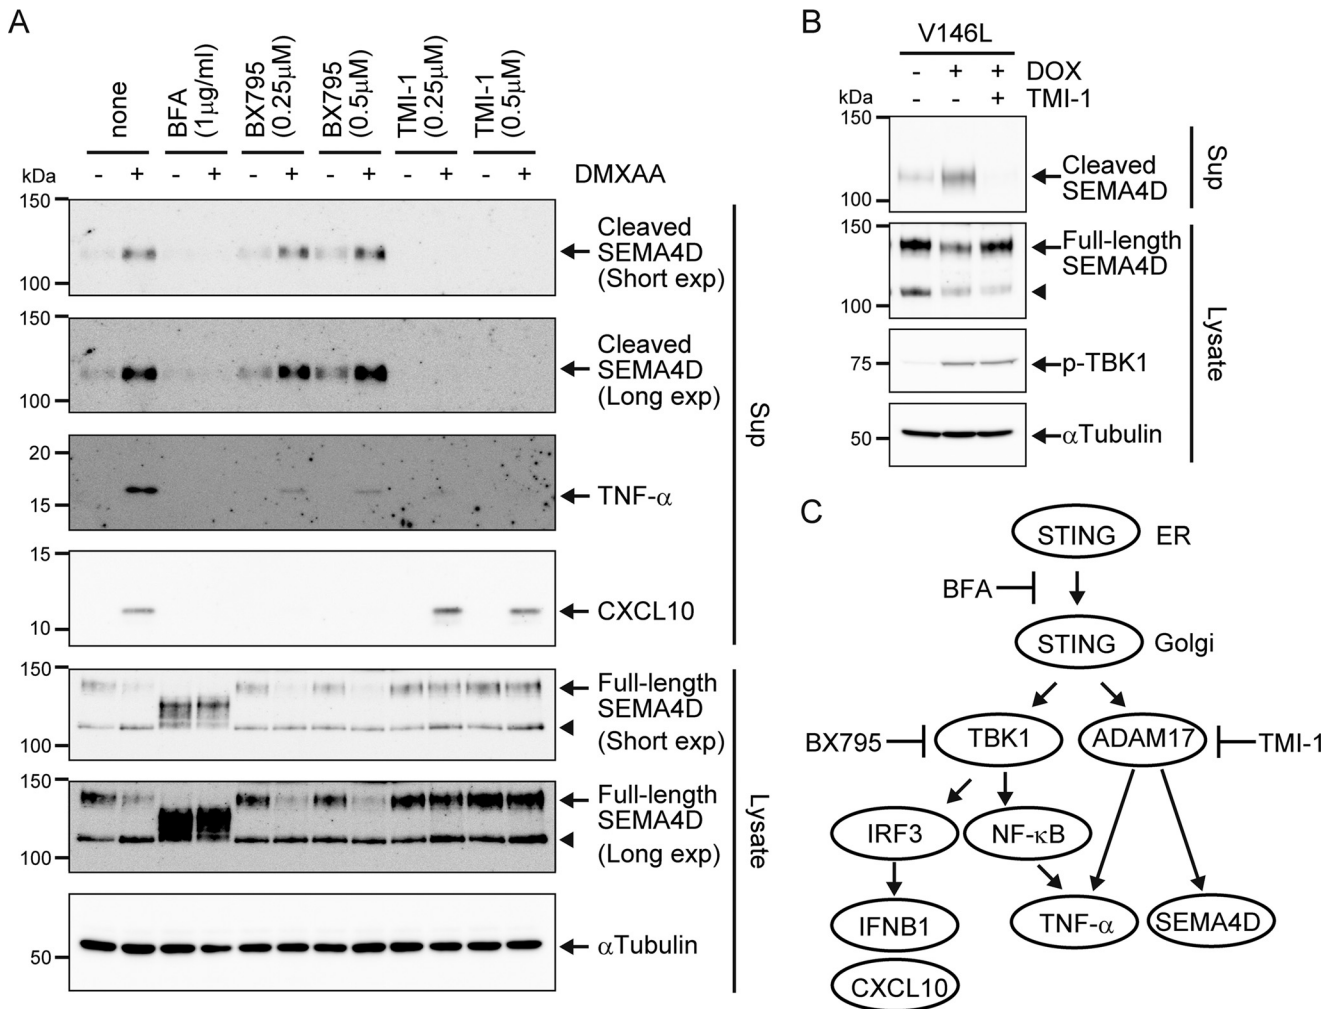 A
none
BFA
(1μg/ml)
BX795
(0.25μM)
BX795
(0.5μM)
TMI-1
(0.25μM)
TMI-1
(0.5μM)
kDa
- + - + - + - + - + - + DMXAA
150
100
Cleaved
SEMA4D
(Short exp)
150
100
Cleaved
SEMA4D
(Long exp)
20
15
TNF-α
15
10
CXCL10
Sup
150
100
Full-length
SEMA4D
(Short exp)
150
100
Full-length
SEMA4D
(Long exp)
50
αTubulin
Lysate
B
V146L
- + + DOX
- - + TMI-1
kDa
150
100
Cleaved
SEMA4D
Sup
150
100
Full-length
SEMA4D
75
p-TBK1
50
αTubulin
Lysate
C
STING ER
BFA
STING Golgi
BX795 TBK1 ADAM17 TMI-1
IRF3 NF-κB
IFNB1 TNF-α SEMA4D
CXCL10